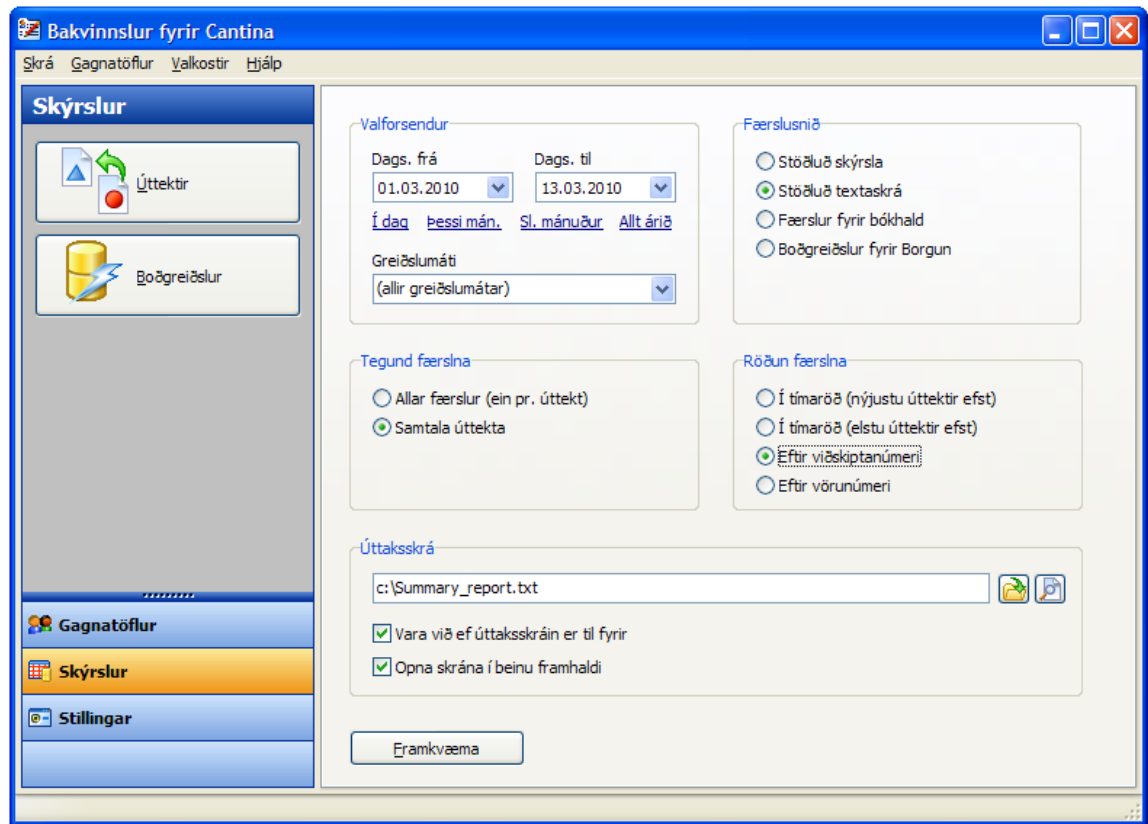 Bakvinnslur fyrir Cantina
Skrá Gagnatöflur Valkostir Hjálp
Skýrslur
Úttektir
Boðgreiðslur
Gagnatöflur
Skýrslur
Stillingar
Valforsendur
Dags. frá Dags. til
01.03.2010 13.03.2010
Í dag Þessi mán. Sl. mánuður Allt árið
Greiðslumáti
(allir greiðslumátar)
Færslusnið
Stöðluð skýrsla
Stöðluð textaskrá
Færslur fyrir bókhald
Boðgreiðslur fyrir Borgun
Tegund færslna
Allar færslur (ein pr. úttekt)
Samtala úttekta
Röðun færslna
Í tímaröð (nýjustu úttektir efst)
Í tímaröð (elstu úttektir efst)
Eftir viðskiptanúmeri
Eftir vörunúmeri
Úttaksskrá
c:\Summary_report.txt
Vara við ef úttaksskráin er til fyrir
Opna skrána í beinu framhaldi
Framkvæma